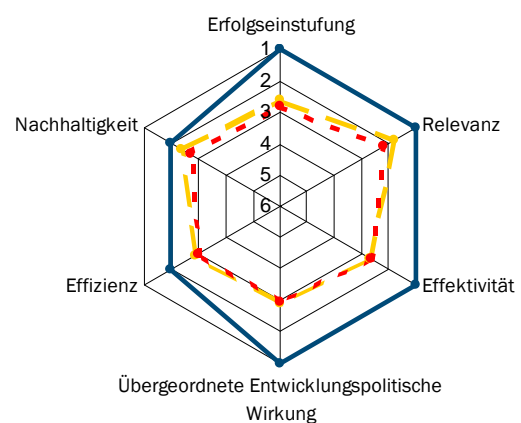 Erfolgseinstufung
1
2
3
4
5
6
Nachhaltigkeit
Relevanz
Effizienz
Effektivität
Übergeordnete Entwicklungspolitische
Wirkung